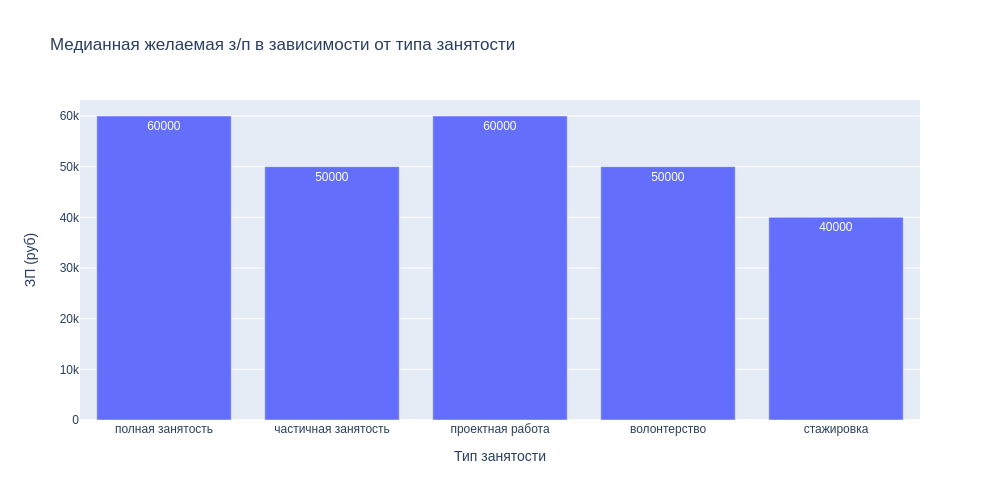 Медианная желаемая з/п в зависимости от типа занятости
60k
50k
40k
30k
20k
10k
0
ЗП (руб)
60000
50000
60000
50000
40000
полная занятость
частичная занятость
проектная работа
волонтерство
стажировка
Тип занятости